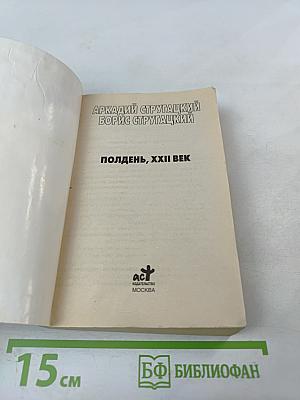 АРКАДИЙ СТРУГАЦКИЙ
БОРИС СТРУГАЦКИЙ
ПОЛДЕНЬ, XXII ВЕК
аст
ИЗДАТЕЛЬСТВО
МОСКВА
15 см
БФ БИБЛИОФАН